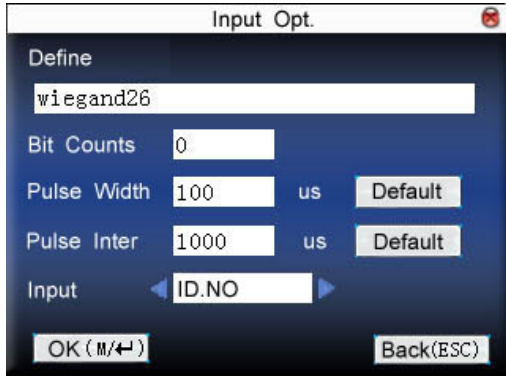 Input Opt.
Define
wiegand26
Bit Counts 0
Pulse Width 100 us Default
Pulse Inter 1000 us Default
Input ID.NO
OK(M/↵) Back(ESC)